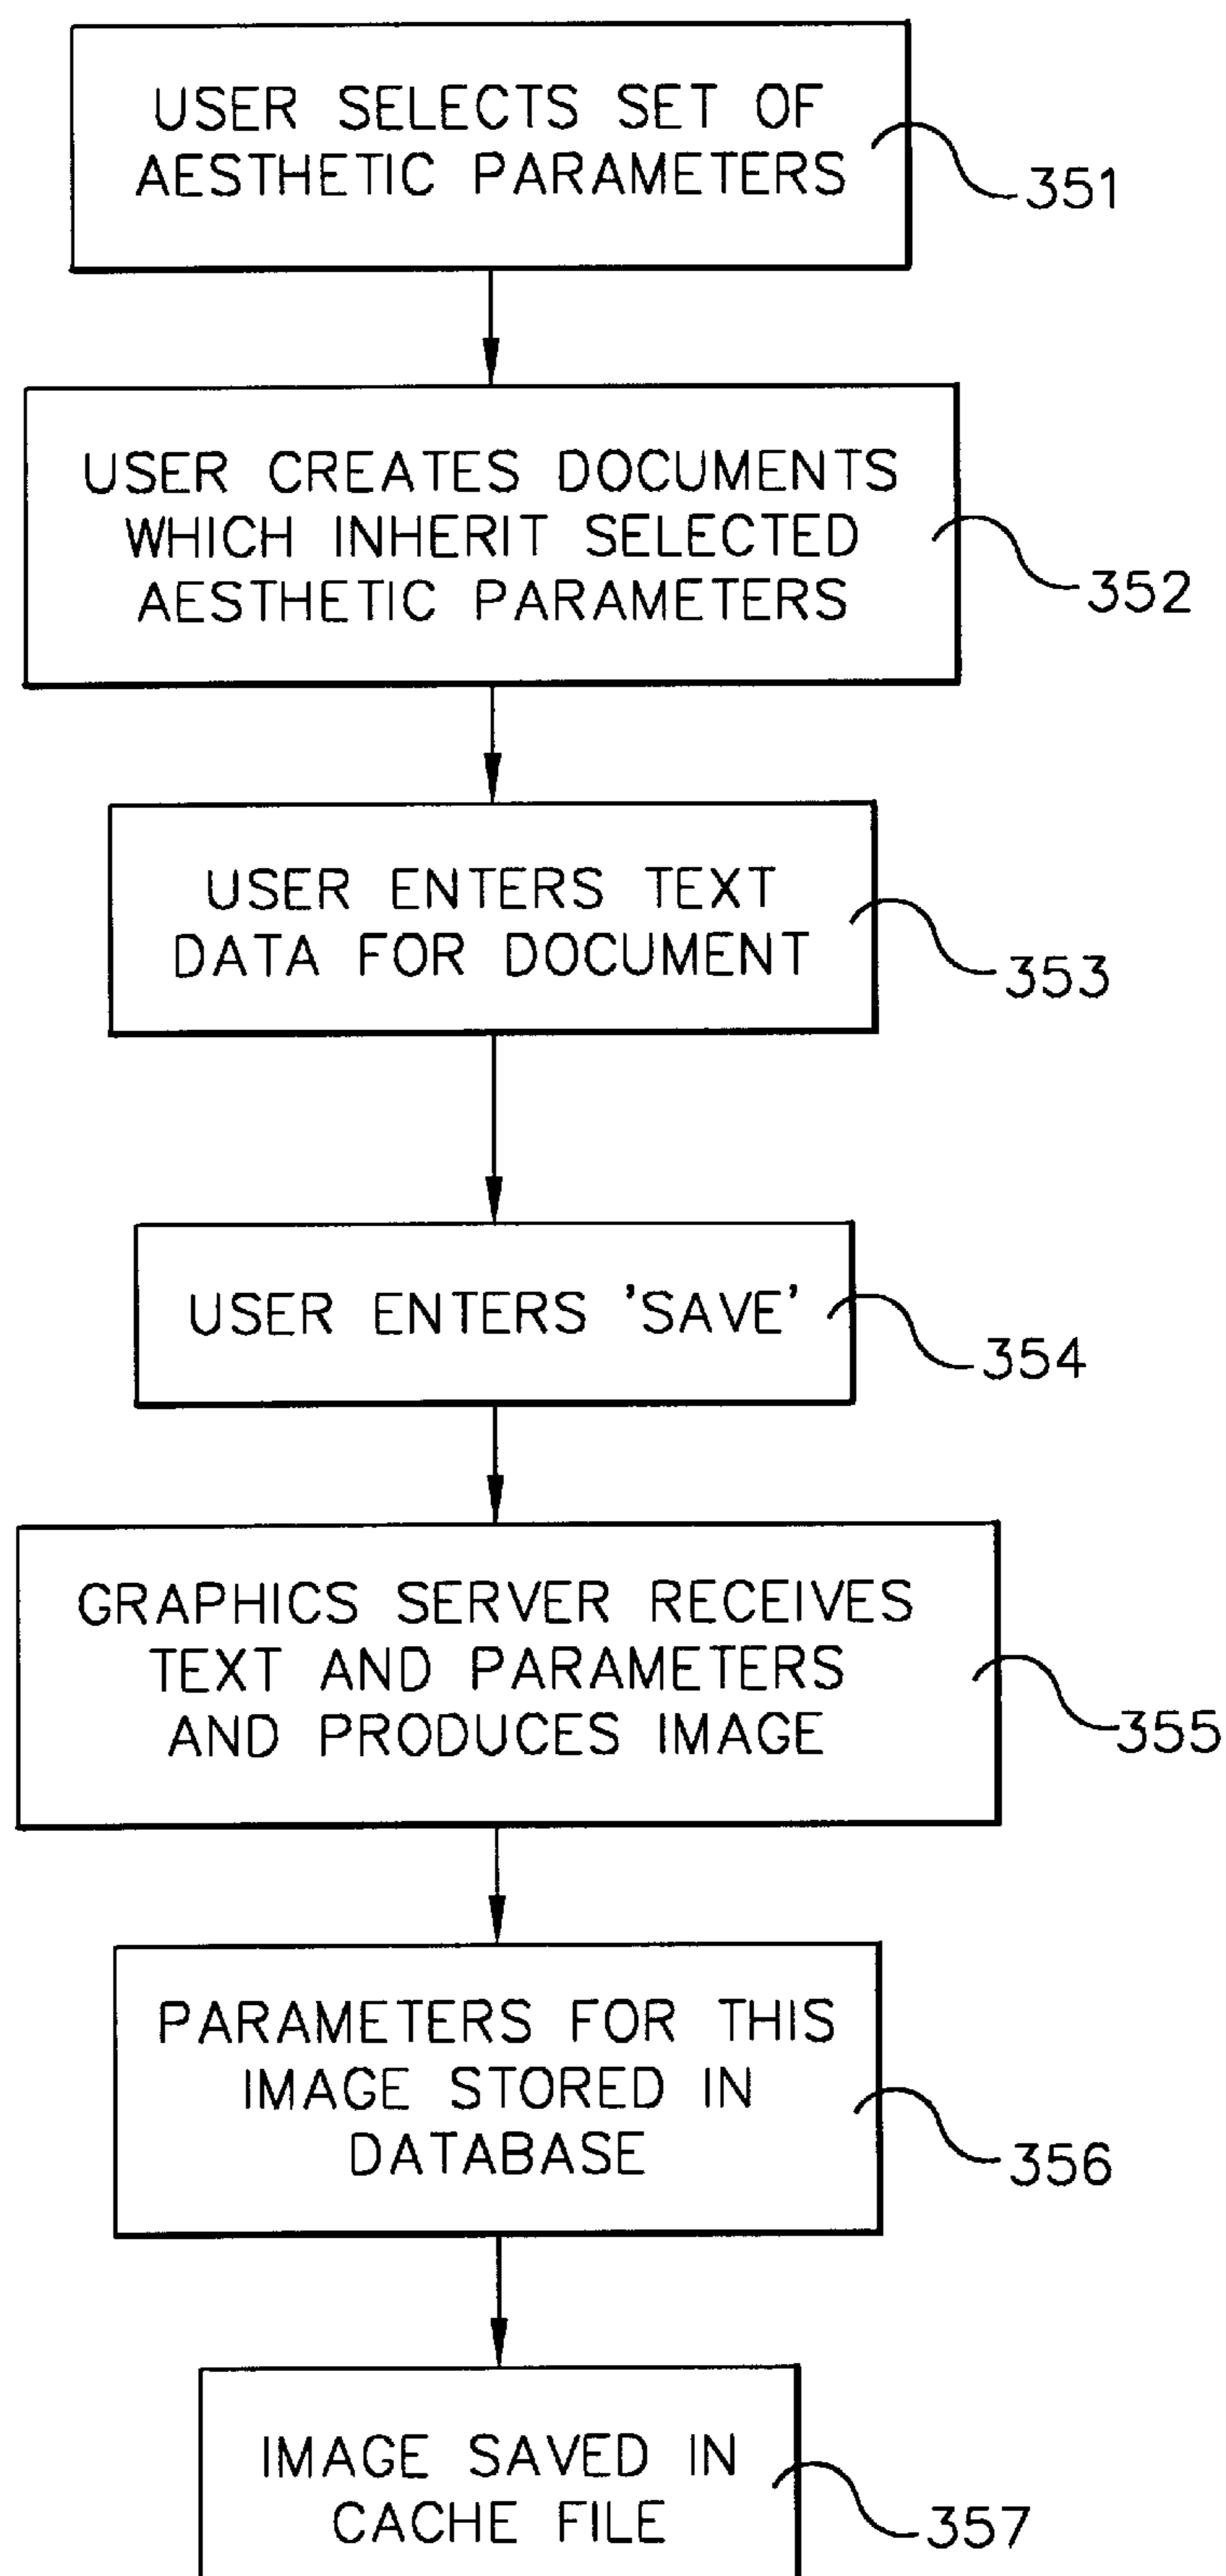 USER SELECTS SET OF
AESTHETIC PARAMETERS
351
USER CREATES DOCUMENTS
WHICH INHERIT SELECTED
AESTHETIC PARAMETERS
352
USER ENTERS TEXT
DATA FOR DOCUMENT
353
USER ENTERS 'SAVE'
354
GRAPHICS SERVER RECEIVES
TEXT AND PARAMETERS
AND PRODUCES IMAGE
355
PARAMETERS FOR THIS
IMAGE STORED IN
DATABASE
356
IMAGE SAVED IN
CACHE FILE
357